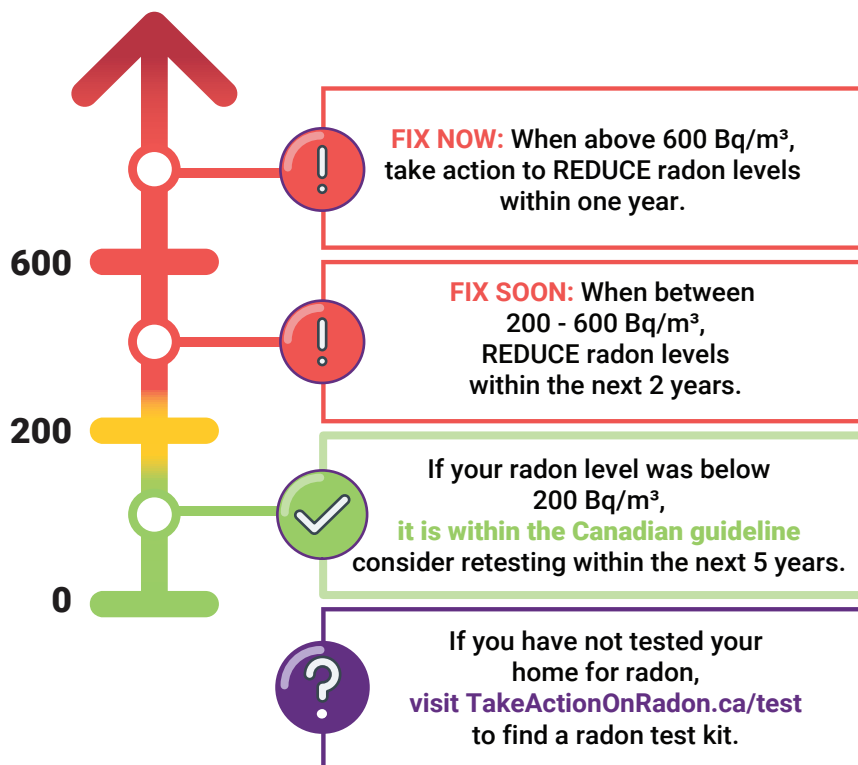 FIX NOW: When above 600 Bq/m³,
take action to REDUCE radon levels
within one year.
600
FIX SOON: When between
200 - 600 Bq/m³,
REDUCE radon levels
within the next 2 years.
200
If your radon level was below
200 Bq/m³,
it is within the Canadian guideline
consider retesting within the next 5 years.
0
If you have not tested your
home for radon,
visit TakeActionOnRadon.ca/test
to find a radon test kit.